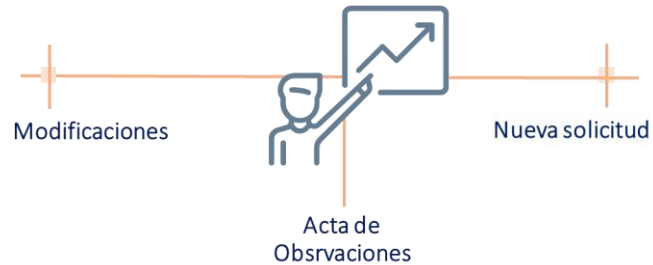 Modificaciones
Nueva solicitud
Acta de
Obsrvaciones